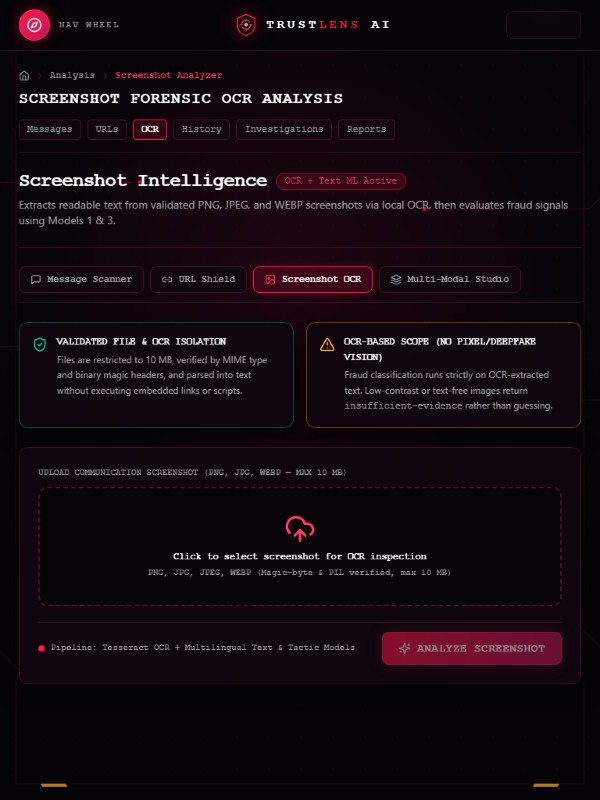 NAV WHEEL
TRUSTLENS AI
Analysis > Screenshot Analyzer
SCREENSHOT FORENSIC OCR ANALYSIS
Messages URLs OCR History Investigations Reports
Screenshot Intelligence OCR + Text ML Active
Extracts readable text from validated PNG, JPEG, and WEBP screenshots via local OCR, then evaluates fraud signals
using Models 1 & 3.
Message Scanner URL Shield Screenshot OCR Multi-Modal Studio
VALIDATED FILE & OCR ISOLATION
Files are restricted to 10 MB, verified by MIME type
and binary magic headers, and parsed into text
without executing embedded links or scripts.
OCR-BASED SCOPE (NO PIXEL/DEEPFAKE
VISION)
Fraud classification runs strictly on OCR-extracted
text. Low-contrast or text-free images return
insufficient-evidence rather than guessing.
UPLOAD COMMUNICATION SCREENSHOT (PNG, JPG, WEBP — MAX 10 MB)
Click to select screenshot for OCR inspection
PNG, JPG, JPEG, WEBP (Magic-byte & PIL verified, max 10 MB)
Pipeline: Tesseract OCR + Multilingual Text & Tactic Models
ANALYZE SCREENSHOT